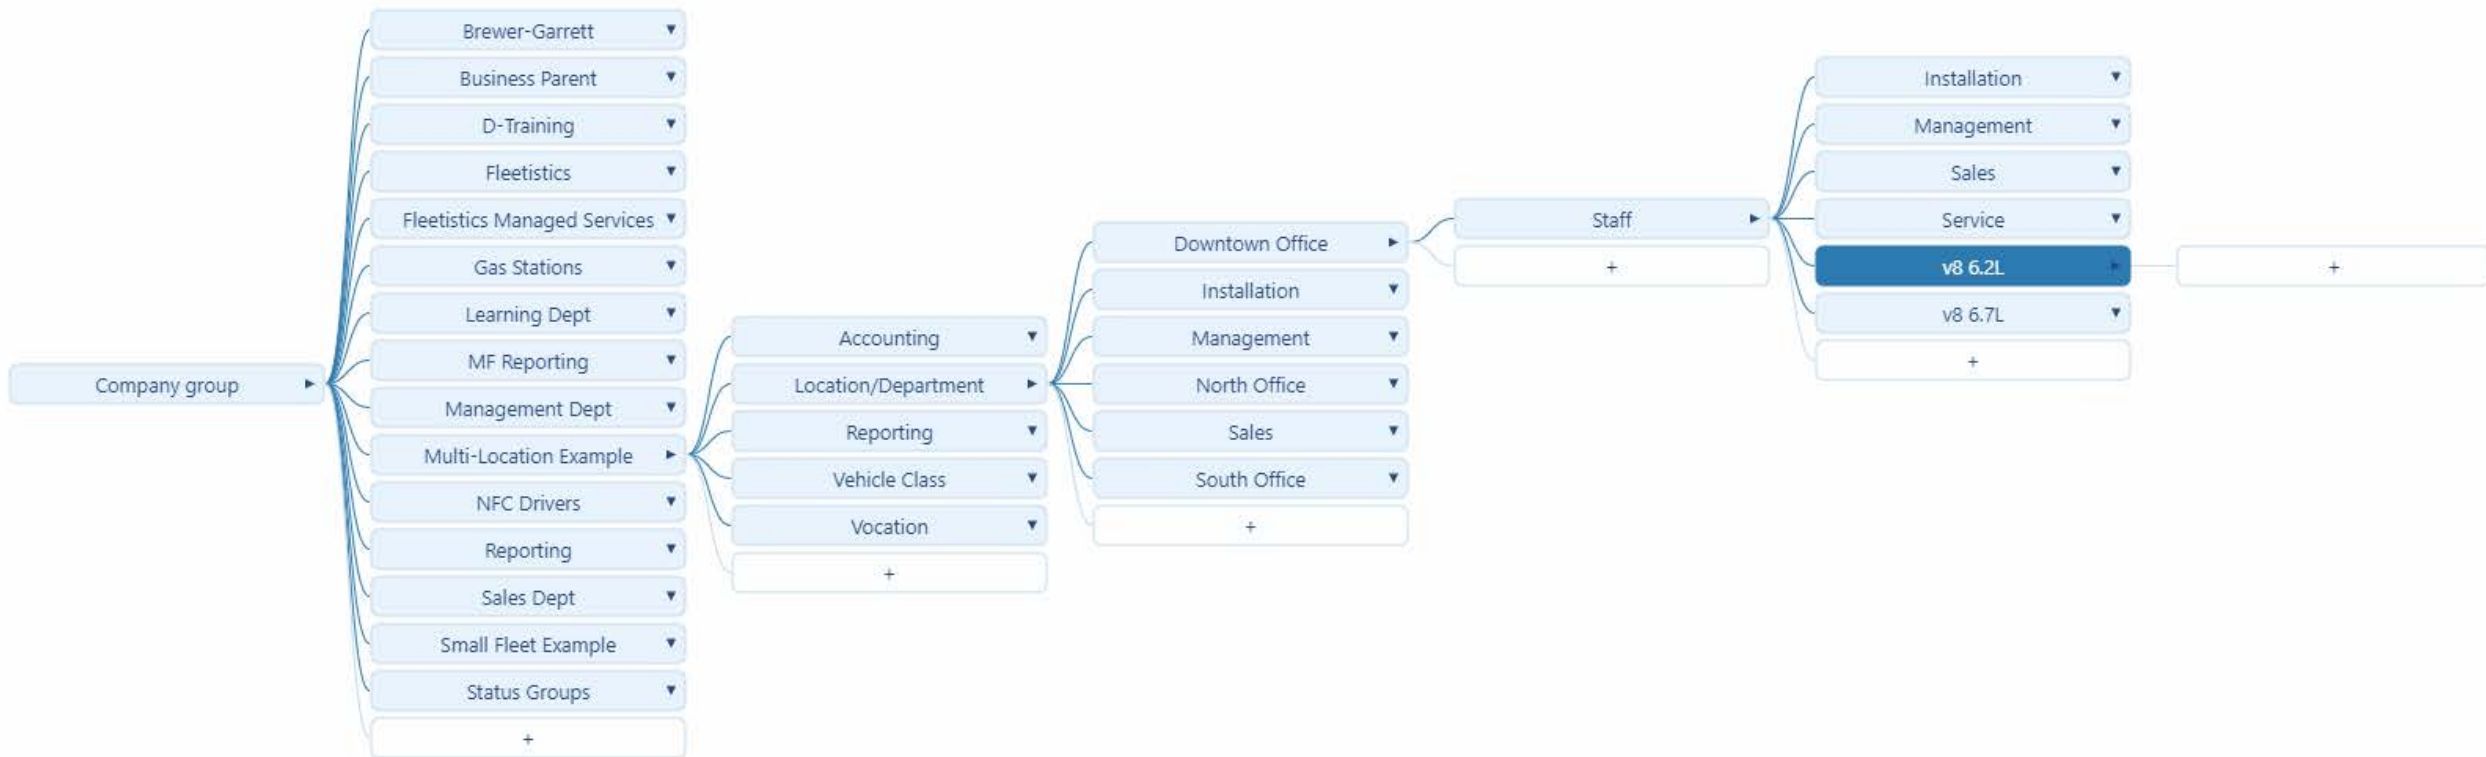 Company group
Brewer-Garrett
Business Parent
D-Training
Fleetistics
Fleetistics Managed Services
Gas Stations
Learning Dept
MF Reporting
Management Dept
Multi-Location Example
NFC Drivers
Reporting
Sales Dept
Small Fleet Example
Status Groups
+
Accounting
Location/Department
Reporting
Vehicle Class
Vocation
+
Downtown Office
Installation
Management
North Office
Sales
South Office
+
Staff
+
Installation
Management
Sales
Service
v8 6.2L
v8 6.7L
+
+